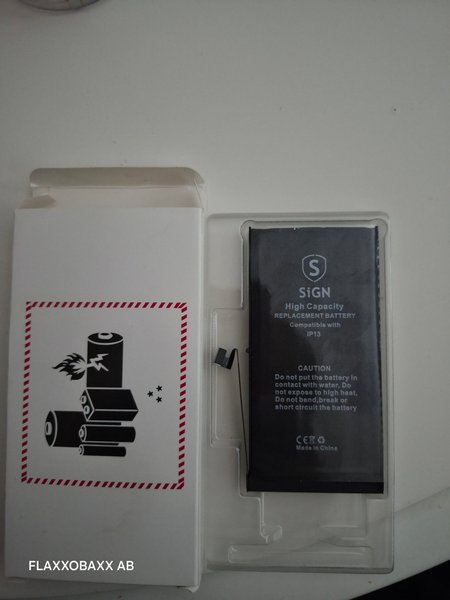 S
SiGN
High Capacity
REPLACEMENT BATTERY
Compatible with
IP13
CAUTION
Do not put the battery in
contact with water. Do
not expose to high heat.
Do not bend,break or
short circuit the battery
CE
Made in China
FLAXXOBAXX AB